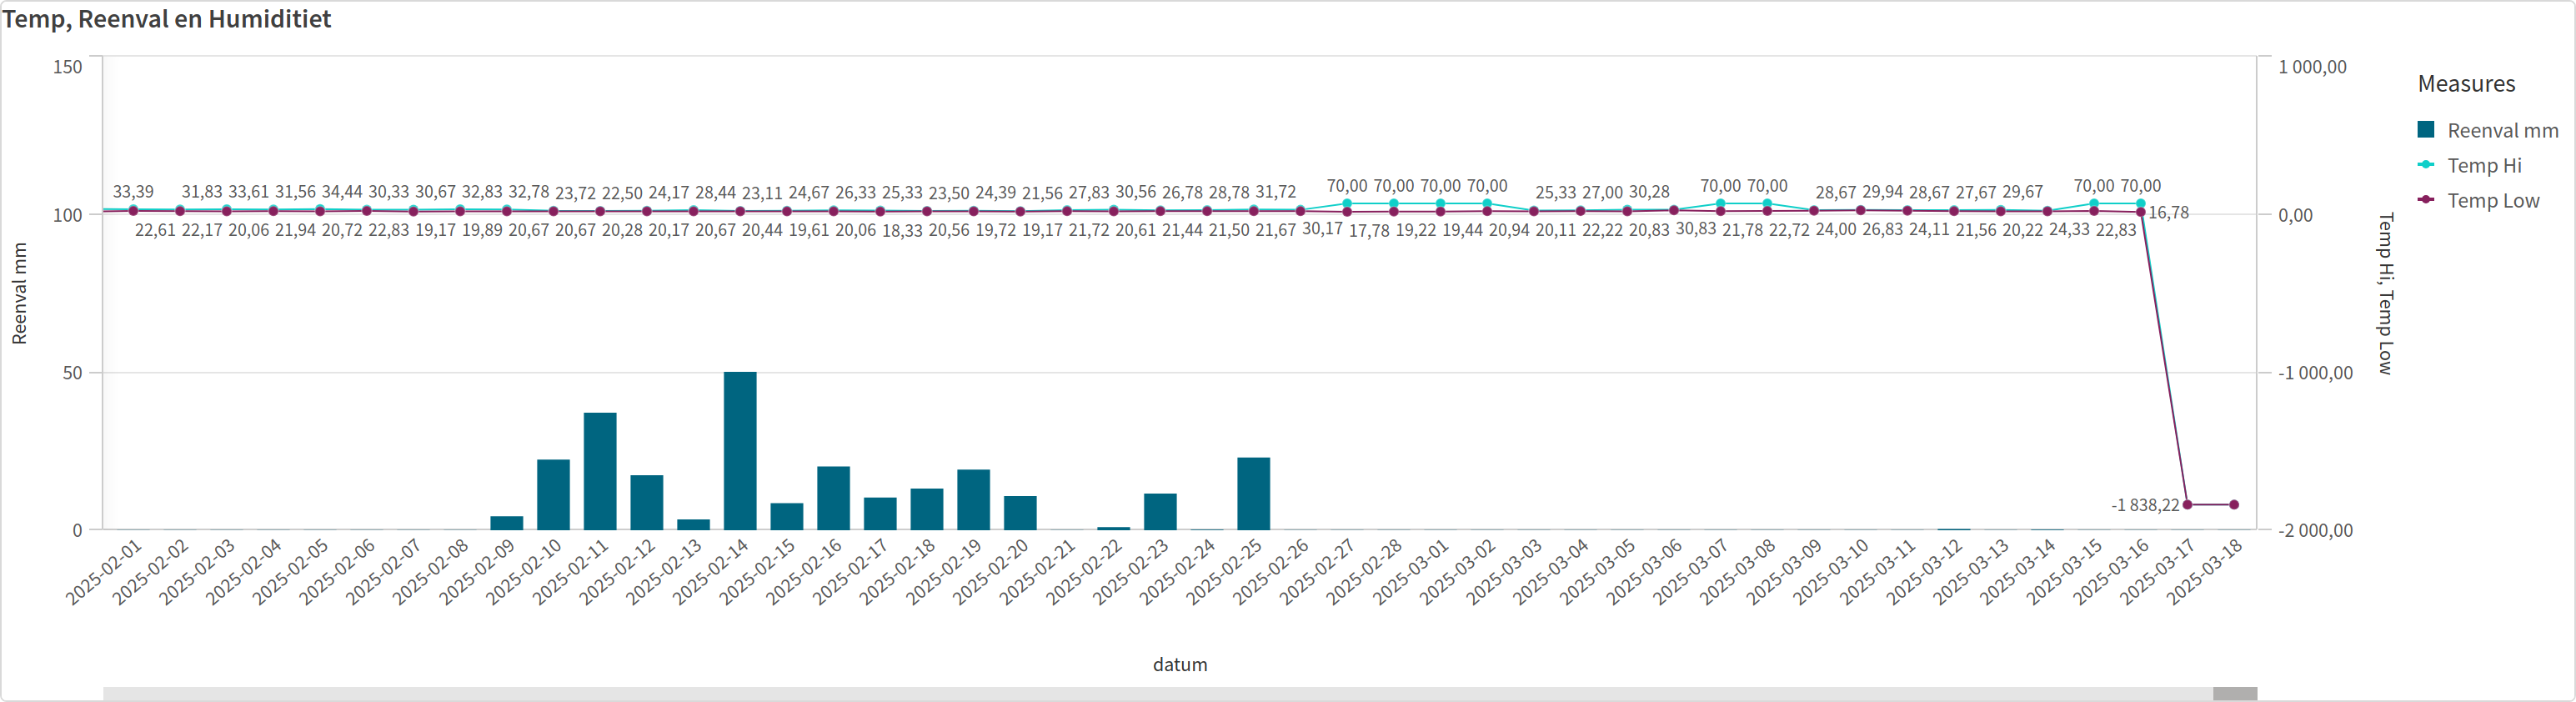 Temp, Reenval en Humiditiet
150
100
50
0
Reenval mm
1 000,00
0,00
-1 000,00
-2 000,00
Temp Hi, Temp Low
Measures
Reenval mm
Temp Hi
Temp Low
33,39 31,83 33,61 31,56 34,44 30,33 30,67 32,83 32,78 23,72 22,50 24,17 28,44 23,11 24,67 26,33 25,33 23,50 24,39 21,56 27,83 30,56 26,78 28,78 31,72 70,00 70,00 70,00 70,00 25,33 27,00 30,28 70,00 70,00 28,67 29,94 28,67 27,67 29,67 70,00 70,00
16,78
22,61 22,17 20,06 21,94 20,72 22,83 19,17 19,89 20,67 20,67 20,28 20,17 20,67 20,44 19,61 20,06 18,33 20,56 19,72 19,17 21,72 20,61 21,44 21,50 21,67 30,17 17,78 19,22 19,44 20,94 20,11 22,22 20,83 30,83 21,78 22,72 24,00 26,83 24,11 21,56 20,22 24,33 22,83
-1 838,22
2025-02-01 2025-02-02 2025-02-03 2025-02-04 2025-02-05 2025-02-06 2025-02-07 2025-02-08 2025-02-09 2025-02-10 2025-02-11 2025-02-12 2025-02-13 2025-02-14 2025-02-15 2025-02-16 2025-02-17 2025-02-18 2025-02-19 2025-02-20 2025-02-21 2025-02-22 2025-02-23 2025-02-24 2025-02-25 2025-02-26 2025-02-27 2025-02-28 2025-03-01 2025-03-02 2025-03-03 2025-03-04 2025-03-05 2025-03-06 2025-03-07 2025-03-08 2025-03-09 2025-03-10 2025-03-11 2025-03-12 2025-03-13 2025-03-14 2025-03-15 2025-03-16 2025-03-17 2025-03-18
datum